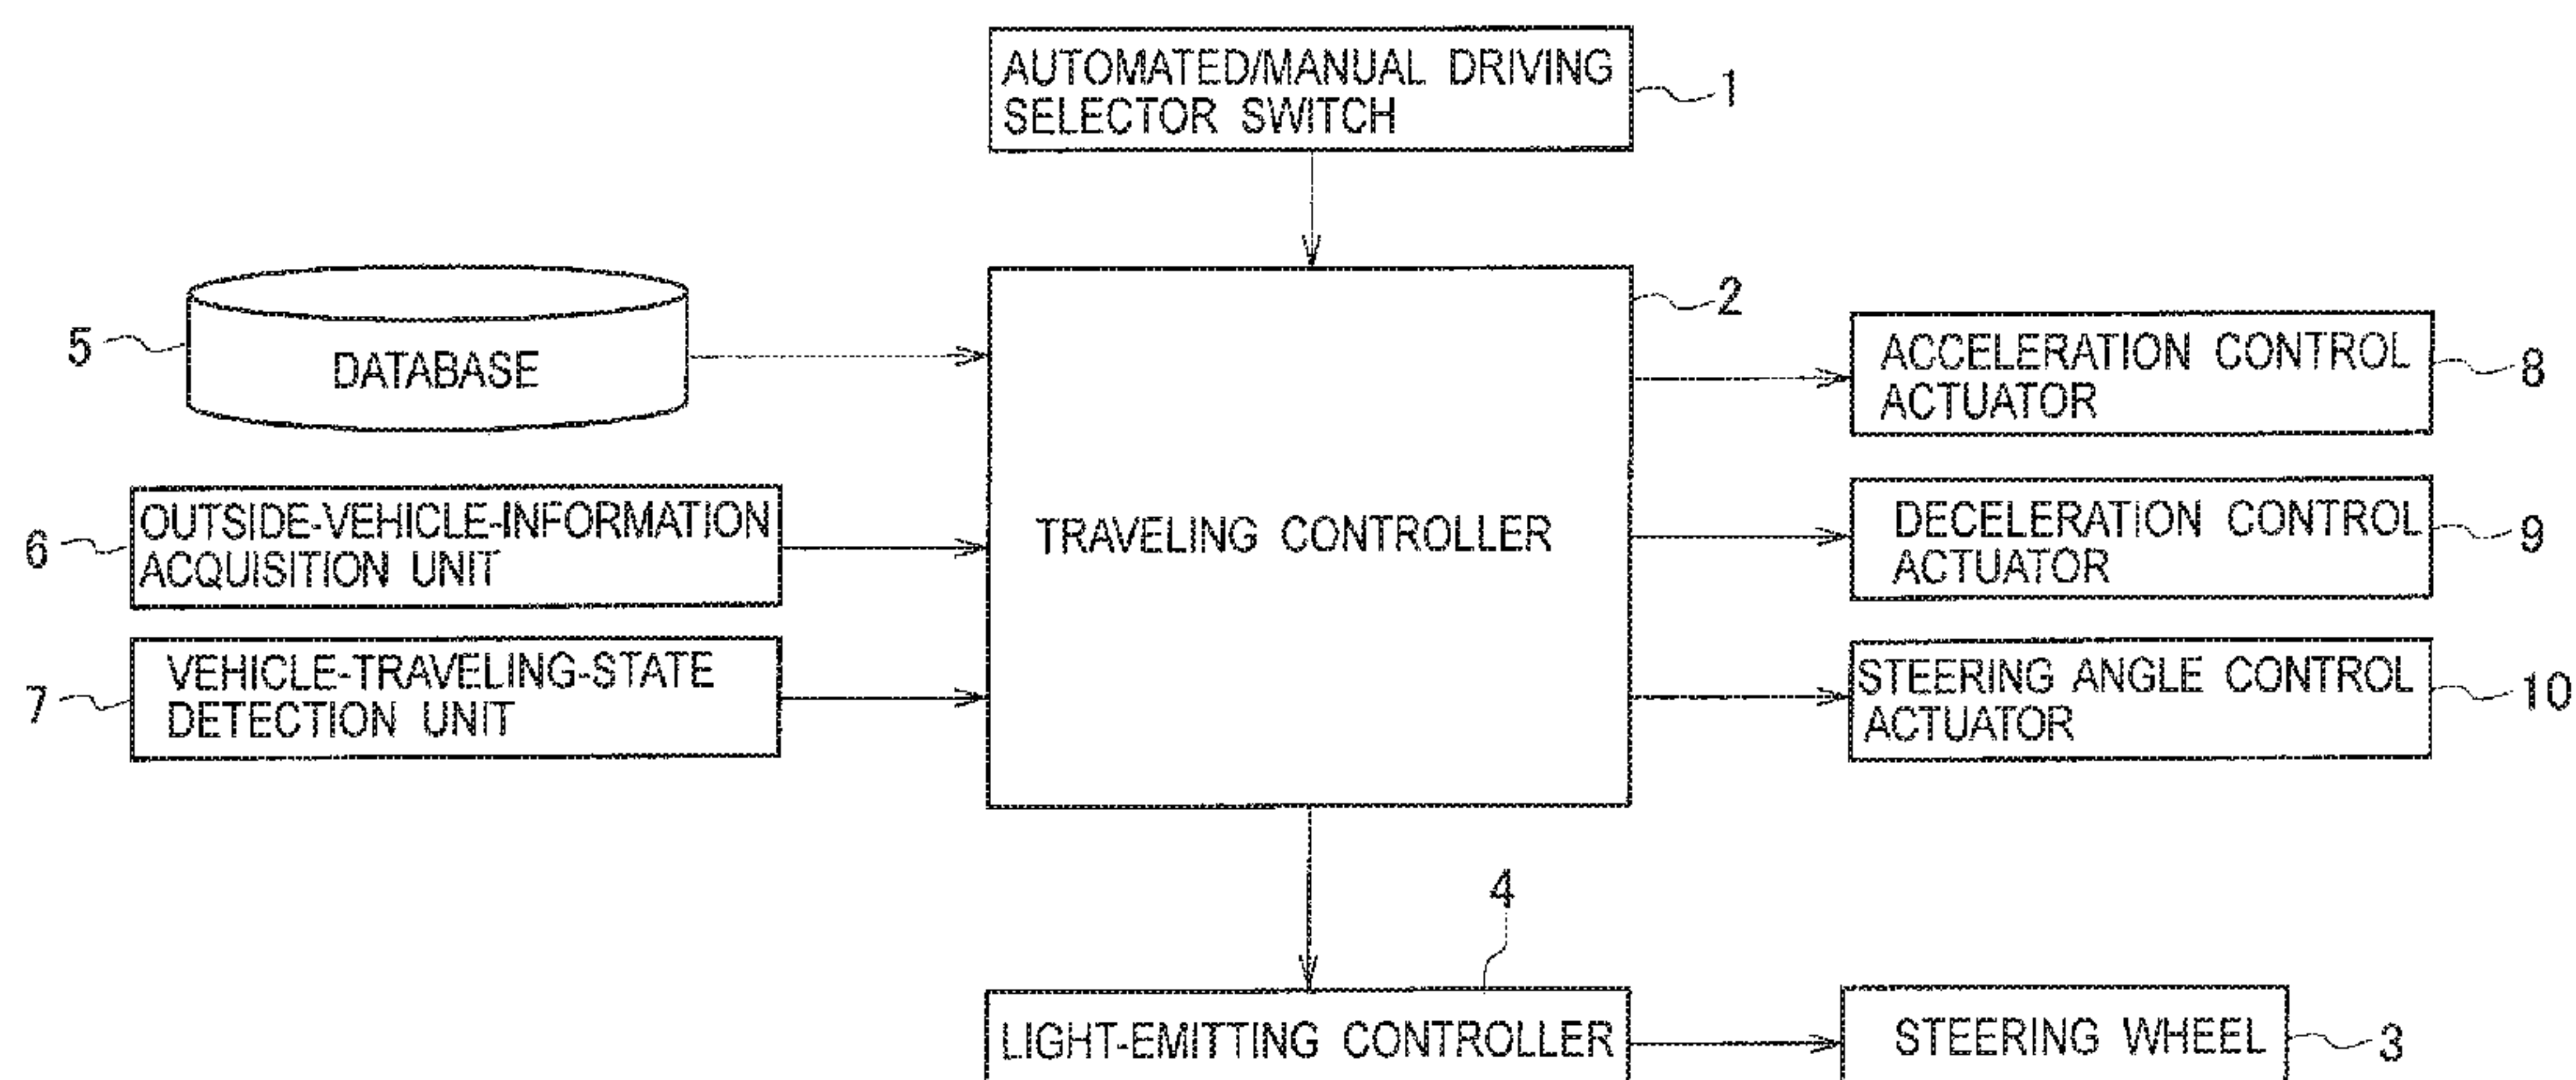 AUTOMATED/MANUAL DRIVING
SELECTOR SWITCH
1
2
5
DATABASE
ACCELERATION CONTROL
ACTUATOR
8
6
OUTSIDE-VEHICLE-INFORMATION
ACQUISITION UNIT
TRAVELING CONTROLLER
DECELERATION CONTROL
ACTUATOR
9
7
VEHICLE-TRAVELING-STATE
DETECTION UNIT
STEERING ANGLE CONTROL
ACTUATOR
10
4
LIGHT-EMITTING CONTROLLER
STEERING WHEEL
3